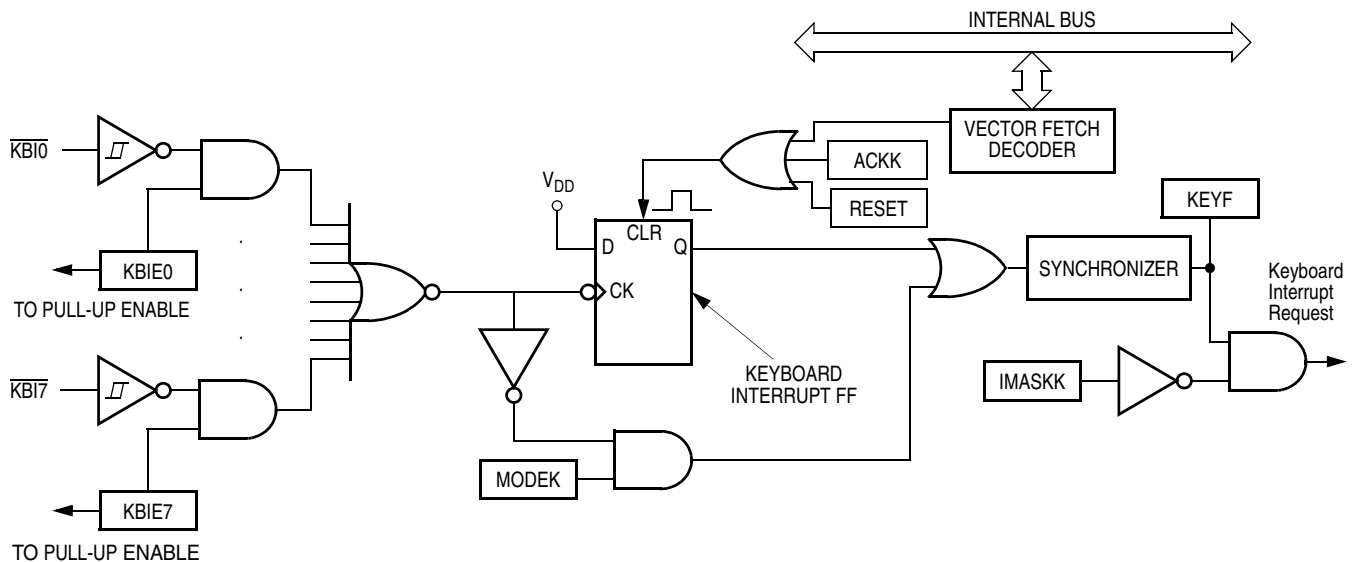 INTERNAL BUS
VECTOR FETCH
DECODER
ACKK
RESET
KEYF
Keyboard
Interrupt
Request
KBI0
KBIE0
TO PULL-UP ENABLE
VDD
D
CLR
Q
CK
SYNCHRONIZER
KEYBOARD
INTERRUPT FF
IMASKK
KBI7
MODEK
KBIE7
TO PULL-UP ENABLE